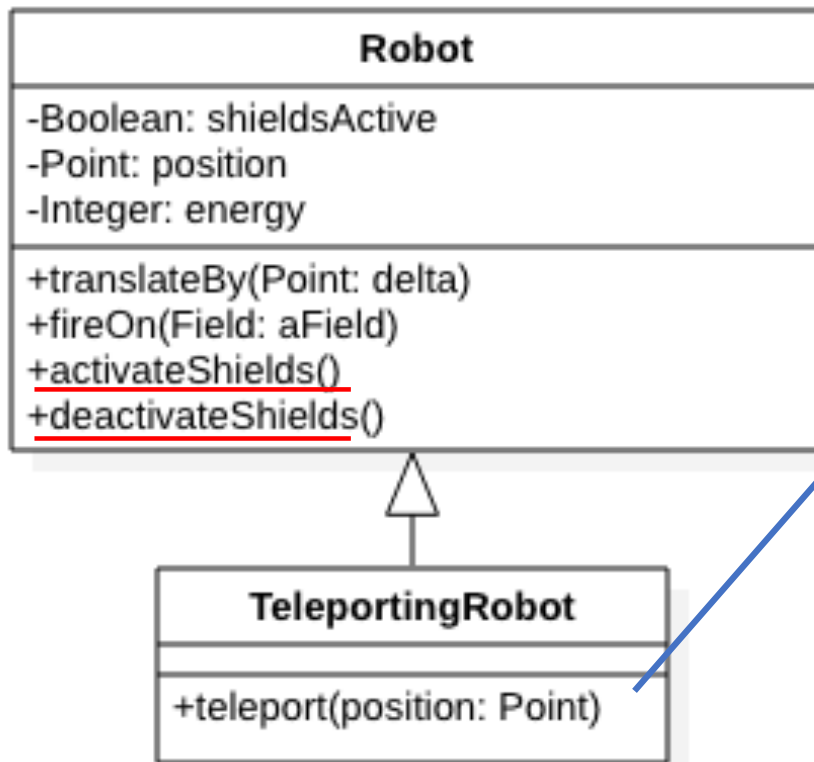 Robot
-Boolean: shieldsActive
-Point: position
-Integer: energy
+translateBy(Point: delta)
+fireOn(Field: aField)
+activateShields()
+deactivateShields()
TeleportingRobot
+teleport(position: Point)